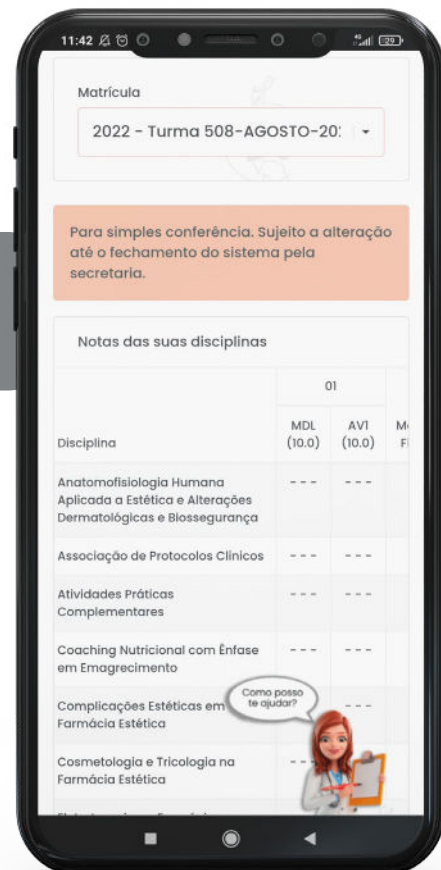 11:42
4G
29
Matrícula
2022 - Turma 508-AGOSTO-20
Para simples conferência. Sujeito a alteração
até o fechamento do sistema pela
secretaria.
Notas das suas disciplinas
01
Disciplina
MDL
(10.0)
AV1
(10.0)
Anatomofisiologia Humana
Aplicada a Estética e Alterações
Dermatológicas e Biossegurança
--- ---
Associação de Protocolos Clínicos
--- ---
Atividades Práticas
Complementares
--- ---
Coaching Nutricional com Ênfase
em Emagrecimento
--- ---
Complicações Estéticas em
Farmácia Estética
---
Como posso
te ajudar?
Cosmetologia e Tricologia na
Farmácia Estética